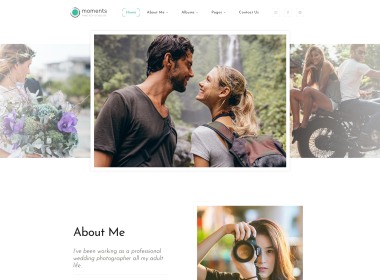 moments
Home
About Me
Albums
Pages
Contact Us
About Me
I've been working as a professional
wedding photographer all my adult
life.